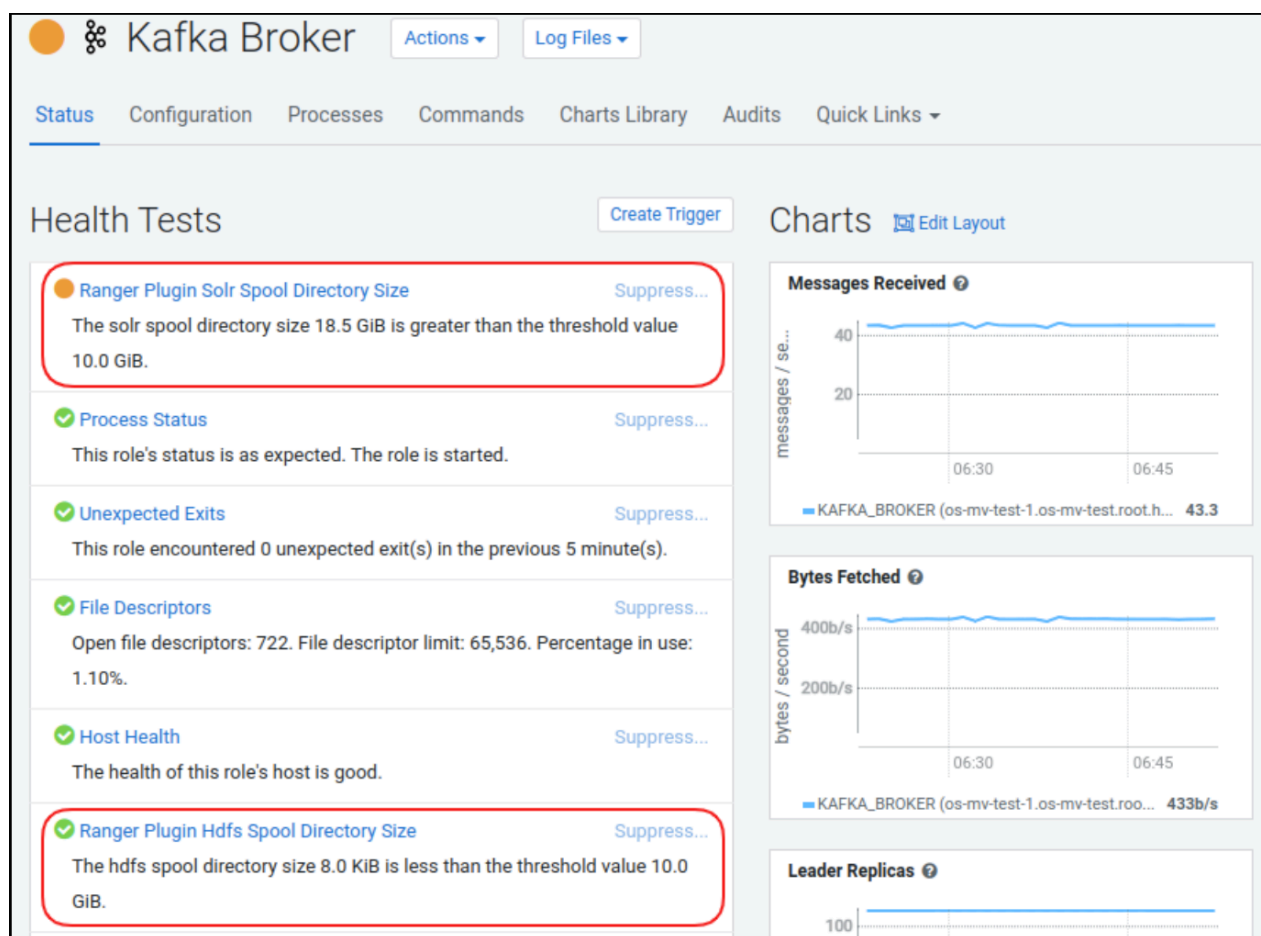 Kafka Broker
Actions
Log Files
Status
Configuration
Processes
Commands
Charts Library
Audits
Quick Links
Health Tests
Create Trigger
Ranger Plugin Solr Spool Directory Size
Suppress...
The solr spool directory size 18.5 GiB is greater than the threshold value
10.0 GiB.
Process Status
Suppress...
This role's status is as expected. The role is started.
Unexpected Exits
Suppress...
This role encountered 0 unexpected exit(s) in the previous 5 minute(s).
File Descriptors
Suppress...
Open file descriptors: 722. File descriptor limit: 65,536. Percentage in use:
1.10%.
Host Health
Suppress...
The health of this role's host is good.
Ranger Plugin Hdfs Spool Directory Size
Suppress...
The hdfs spool directory size 8.0 KiB is less than the threshold value 10.0
GiB.
Charts
Edit Layout
Messages Received
messages / se...
40
20
06:30
06:45
KAFKA_BROKER (os-mv-test-1.os-mv-test.root.h... 43.3
Bytes Fetched
bytes / second
400b/s
200b/s
06:30
06:45
KAFKA_BROKER (os-mv-test-1.os-mv-test.roo... 433b/s
Leader Replicas
100